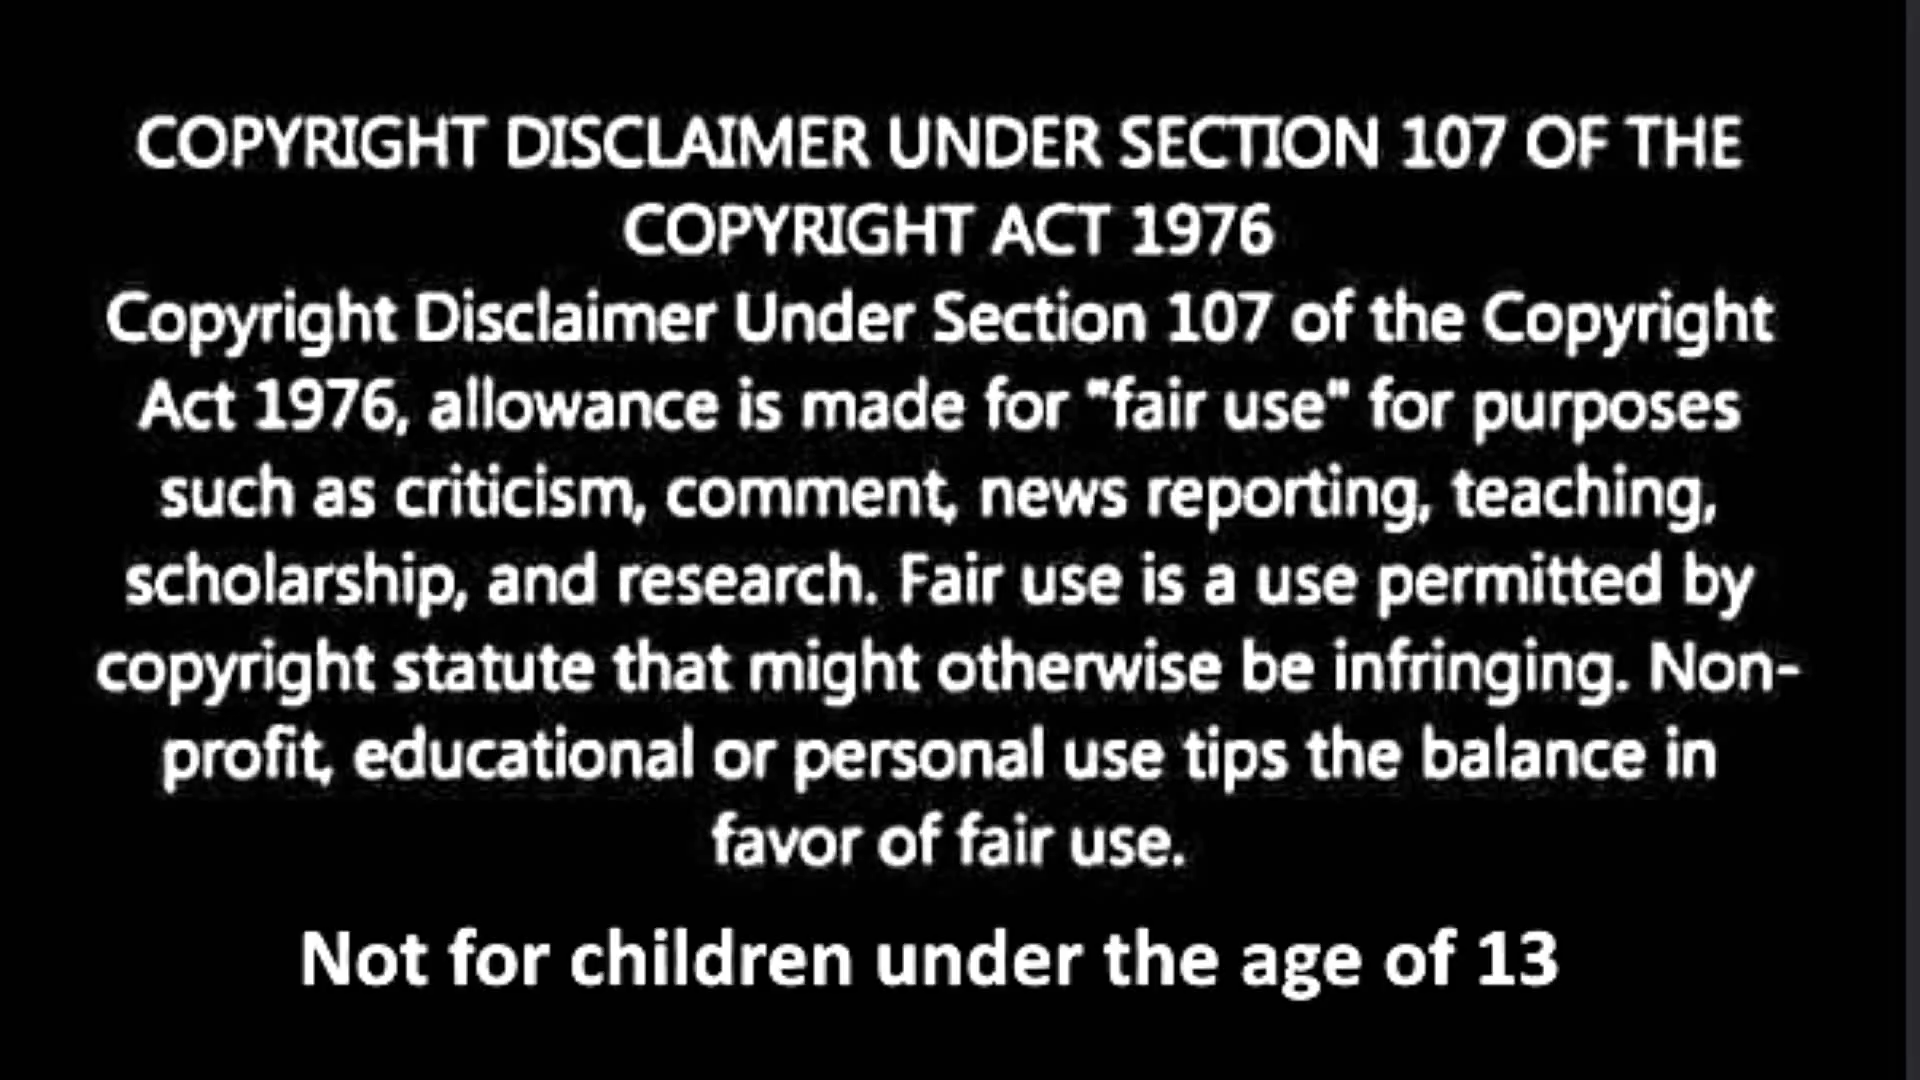 COPYRIGHT DISCLAIMER UNDER SECTION 107 OF THE
COPYRIGHT ACT 1976
Copyright Disclaimer Under Section 107 of the Copyright
Act 1976, allowance is made for "fair use" for purposes
such as criticism, comment, news reporting, teaching,
scholarship, and research. Fair use is a use permitted by
copyright statute that might otherwise be infringing. Non-
profit, educational or personal use tips the balance in
favor of fair use.
Not for children under the age of 13